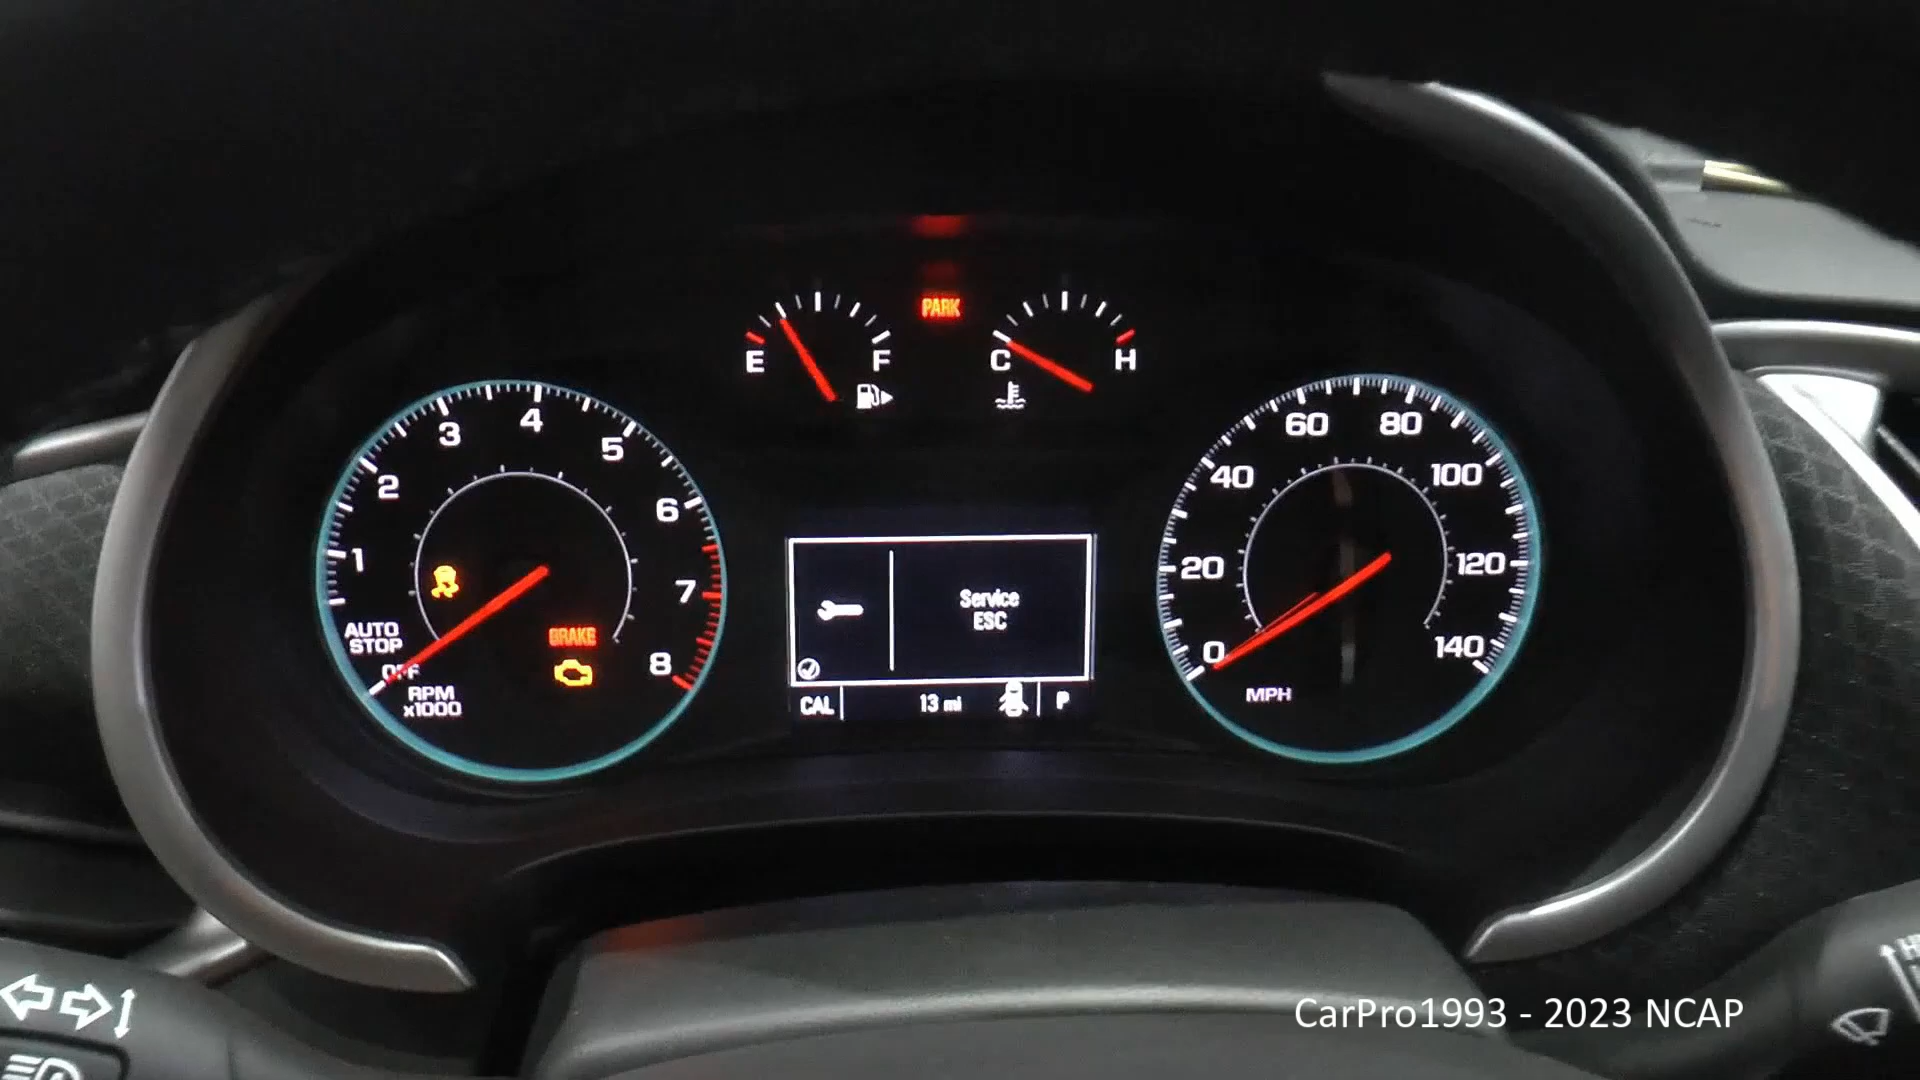 PARK
E
F
C
H
1
2
3
4
5
6
7
8
AUTO
STOP
OFF
RPM
x1000
BRAKE
Service
ESC
CAL
13 mi
P
0
20
40
60
80
100
120
140
MPH
CarPro1993 - 2023 NCAP